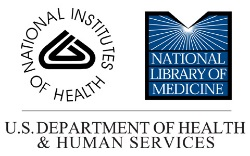 NATIONAL INSTITUTES
OF HEALTH
NATIONAL
LIBRARY OF
MEDICINE
U.S. DEPARTMENT OF HEALTH
& HUMAN SERVICES